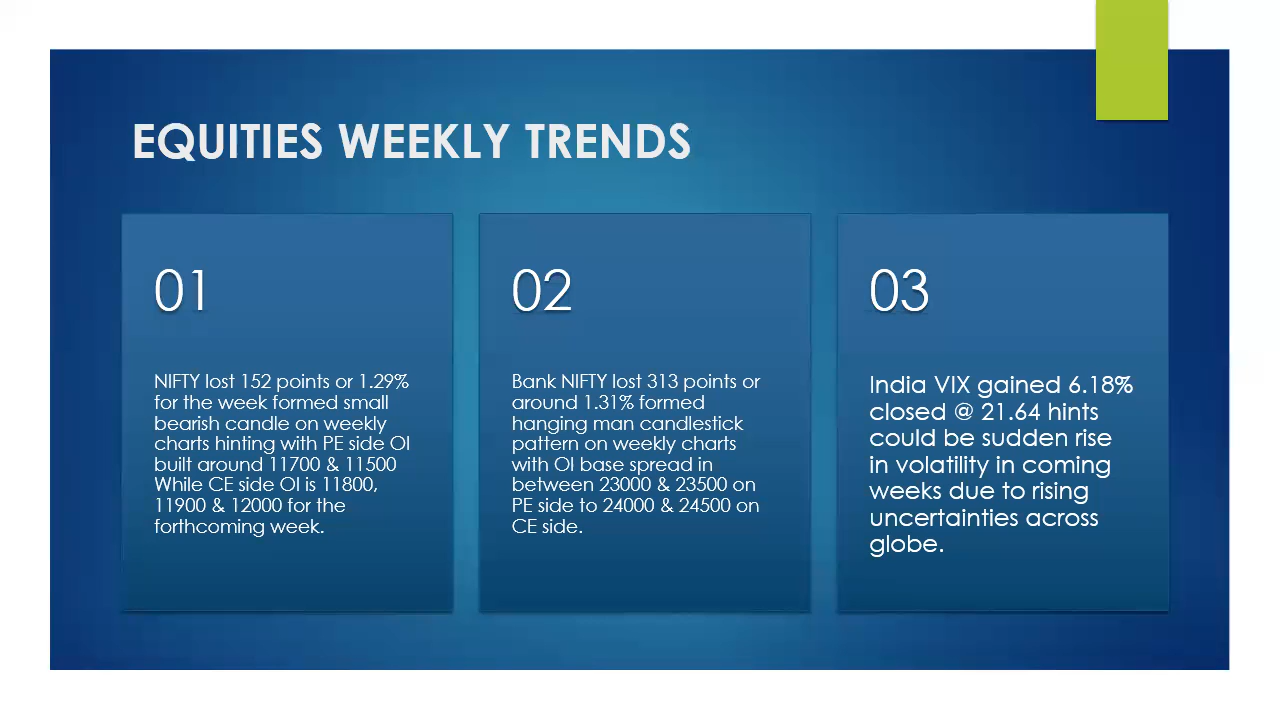 EQUITIES WEEKLY TRENDS
01
NIFTY lost 152 points or 1.29%
for the week formed small
bearish candle on weekly
charts hinting with PE side OI
built around 11700 & 11500
While CE side OI is 11800,
11900 & 12000 for the
forthcoming week.
02
Bank NIFTY lost 313 points or
around 1.31% formed
hanging man candlestick
pattern on weekly charts
with OI base spread in
between 23000 & 23500 on
PE side to 24000 & 24500 on
CE side.
03
India VIX gained 6.18%
closed @ 21.64 hints
could be sudden rise
in volatility in coming
weeks due to rising
uncertainties across
globe.